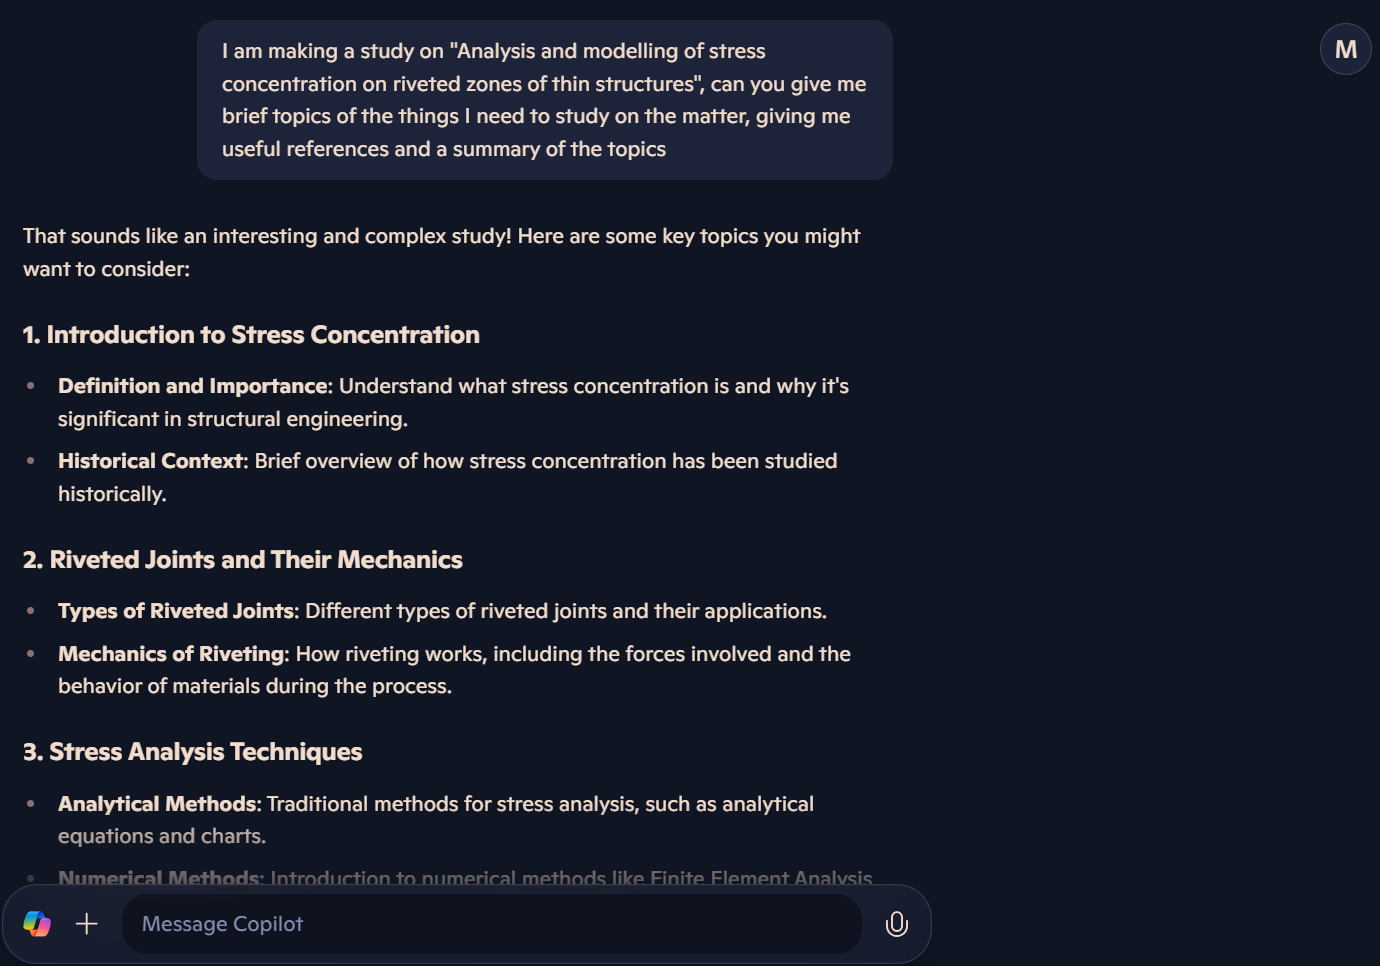 I am making a study on "Analysis and modelling of stress
concentration on riveted zones of thin structures", can you give me
brief topics of the things I need to study on the matter, giving me
useful references and a summary of the topics
M
That sounds like an interesting and complex study! Here are some key topics you might
want to consider:
1. Introduction to Stress Concentration
• Definition and Importance: Understand what stress concentration is and why it's
significant in structural engineering.
• Historical Context: Brief overview of how stress concentration has been studied
historically.
2. Riveted Joints and Their Mechanics
• Types of Riveted Joints: Different types of riveted joints and their applications.
• Mechanics of Riveting: How riveting works, including the forces involved and the
behavior of materials during the process.
3. Stress Analysis Techniques
• Analytical Methods: Traditional methods for stress analysis, such as analytical
equations and charts.
• Numerical Methods: Introduction to numerical methods like Finite Element Analysis
Message Copilot